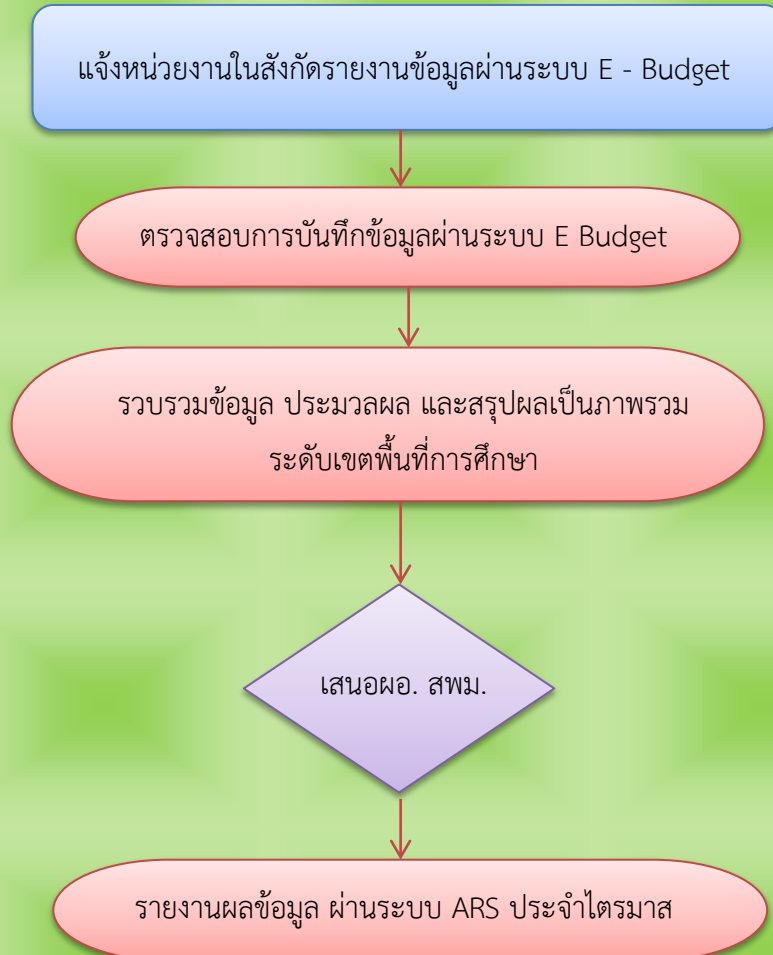 แจ้งหน่วยงานในสังกัดรายงานข้อมูลผ่านระบบ E - Budget
ตรวจสอบการบันทึกข้อมูลผ่านระบบ E Budget
รวบรวมข้อมูล ประมวลผล และสรุปผลเป็นภาพรวม
ระดับเขตพื้นที่การศึกษา
เสนอผอ. สพม.
รายงานผลข้อมูล ผ่านระบบ ARS ประจำไตรมาส